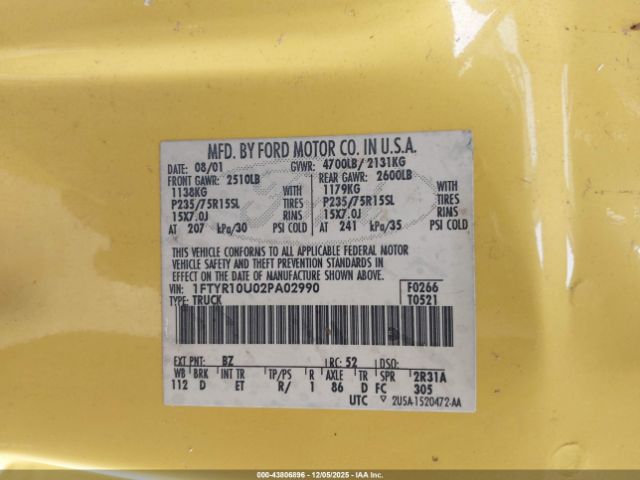 MFD. BY FORD MOTOR CO. IN U.S.A.
DATE: 08/01 GVWR: 4700LB/ 2131KG
FRONT GAWR: 2510LB REAR GAWR: 2600LB
1138KG WITH 1179KG WITH
P235/75R15SL TIRES P235/75R15SL TIRES
15X7.0J RIMS 15X7.0J RIMS
AT 207 kPa/30 PSI COLD AT 241 kPa/35 PSI COLD
THIS VEHICLE CONFORMS TO ALL APPLICABLE FEDERAL MOTOR
VEHICLE SAFETY AND THEFT PREVENTION STANDARDS IN
EFFECT ON THE DATE OF MANUFACTURE SHOWN ABOVE.
VIN: 1FTYR10U02PA02990 F0266
TYPE: TRUCK T0521
EXT PNT: BZ RC: 52 DSO:
WB BRK INT TR TP/PS R AXLE TR SPR 2R31A
112 D ET R/ 1 86 D FC 305
UTC ▽ 2U5A-1520472-AA
000-43806896 * 12/05/2025 - IAA Inc. *